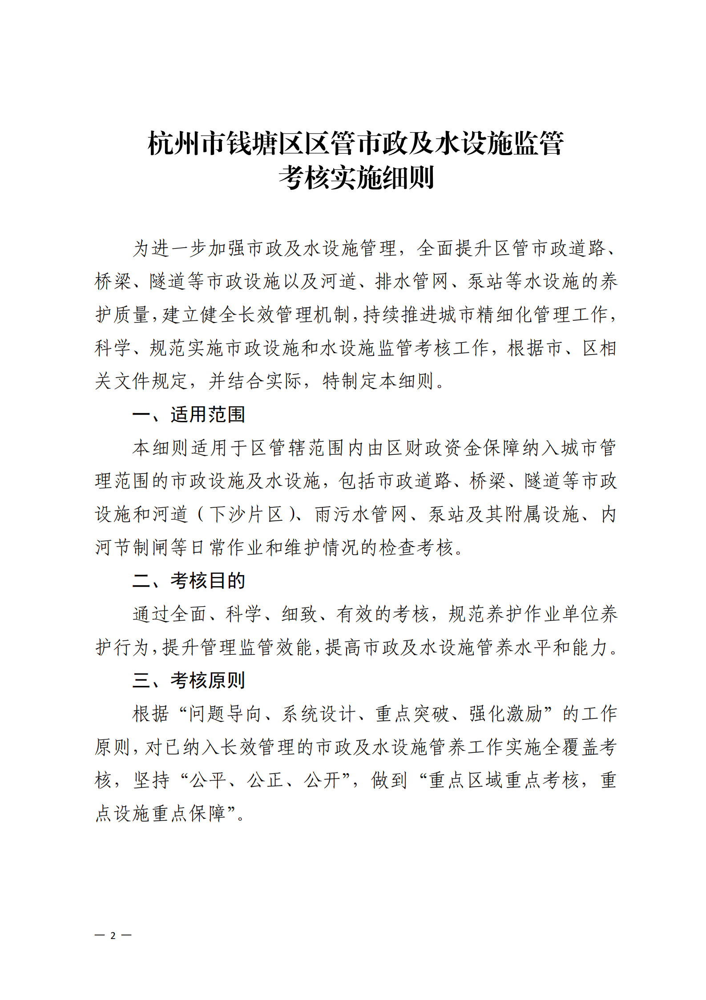 杭州市钱塘区区管市政及水设施监管
考核实施细则
为进一步加强市政及水设施管理，全面提升区管市政道路、
桥梁、隧道等市政设施以及河道、排水管网、泵站等水设施的养
护质量，建立健全长效管理机制，持续推进城市精细化管理工作，
科学、规范实施市政设施和水设施监管考核工作，根据市、区相
关文件规定，并结合实际，特制定本细则。
一、适用范围
本细则适用于区管辖范围内由区财政资金保障纳入城市管
理范围的市政设施及水设施，包括市政道路、桥梁、隧道等市政
设施和河道（下沙片区）、雨污水管网、泵站及其附属设施、内
河节制闸等日常作业和维护情况的检查考核。
二、考核目的
通过全面、科学、细致、有效的考核，规范养护作业单位养
护行为，提升管理监管效能，提高市政及水设施管养水平和能力。
三、考核原则
根据“问题导向、系统设计、重点突破、强化激励”的工作
原则，对已纳入长效管理的市政及水设施管养工作实施全覆盖考
核，坚持“公平、公正、公开”，做到“重点区域重点考核，重
点设施重点保障”。
— 2 —